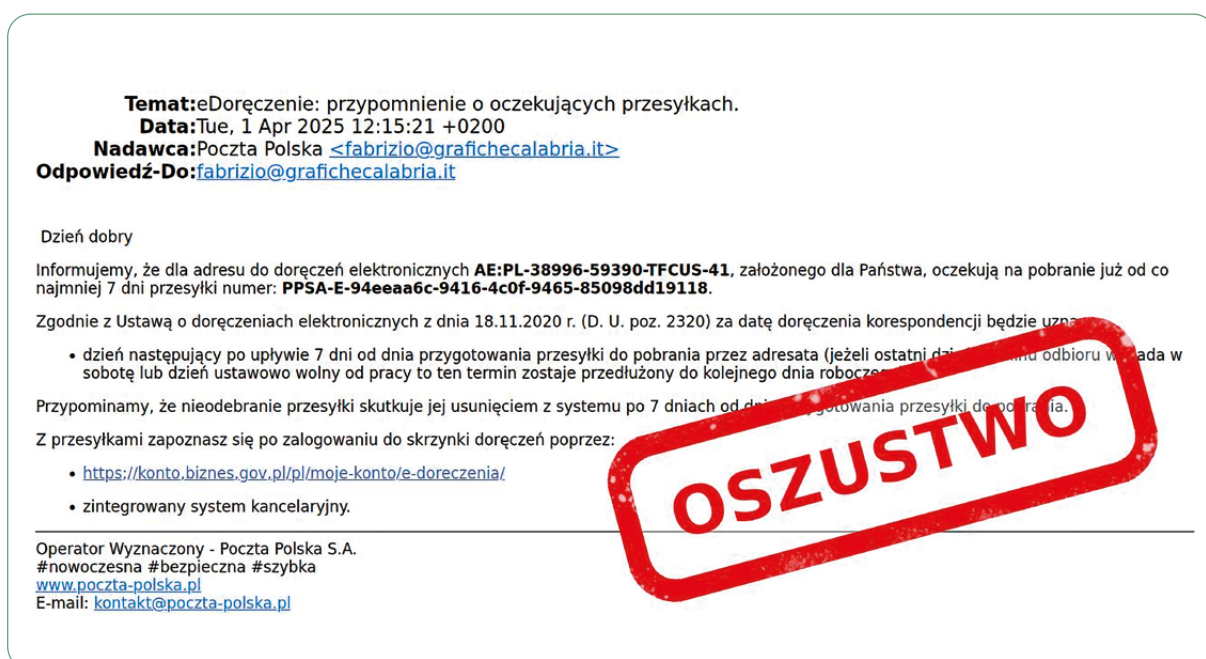 Temat:eDoręczenie: przypomnienie o oczekujących przesyłkach.
Data:Tue, 1 Apr 2025 12:15:21 +0200
Nadawca:Poczta Polska <fabrizio@grafichecalabria.it>
Odpowiedź-Do:fabrizio@grafichecalabria.it
Dzień dobry
Informujemy, że dla adresu do doręczeń elektronicznych AE:PL-38996-59390-TFCUS-41, założonego dla Państwa, oczekują na pobranie już od co
najmniej 7 dni przesyłki numer: PPSA-E-94eeaa6c-9416-4c0f-9465-85098dd19118.
Zgodnie z Ustawą o doręczeniach elektronicznych z dnia 18.11.2020 r. (D. U. poz. 2320) za datę doręczenia korespondencji będzie
• dzień następujący po upływie 7 dni od dnia przygotowania przesyłki do pobrania przez adresata (jeżeli ostatni odbioru w
sobotę lub dzień ustawowo wolny od pracy to ten termin zostaje przedłużony do kolejnego dnia
Przypominamy, że nieodebranie przesyłki skutkuje jej usunięciem z systemu po 7 dniach od przesyłki do
Z przesyłkami zapoznasz się po zalogowaniu do skrzynki doręczeń poprzez:
• https;//konto,biznes,gov,pl/pl/moje-konto/e-doreczenia/
• zintegrowany system kancelaryjny.
OSZUSTWO
Operator Wyznaczony - Poczta Polska S.A.
#nowoczesna #bezpieczna #szybka
www.poczta-polska.pl
E-mail: kontakt@poczta-polska.pl